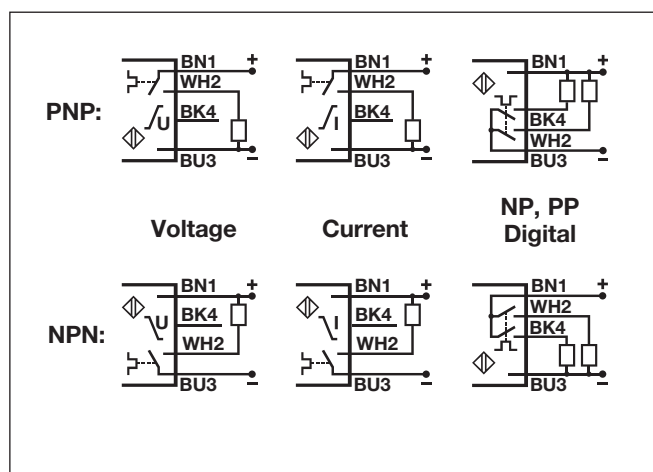 PNP:
BN1 +
WH2
U BK4
BU3 -
BN1 +
WH2
I BK4
BU3 -
BN1 +
BK4
WH2
BU3 -
Voltage
Current
NP, PP
Digital
NPN:
BN1 +
U BK4
WH2
BU3 -
BN1 +
I BK4
WH2
BU3 -
BN1 +
WH2
BK4
BU3 -